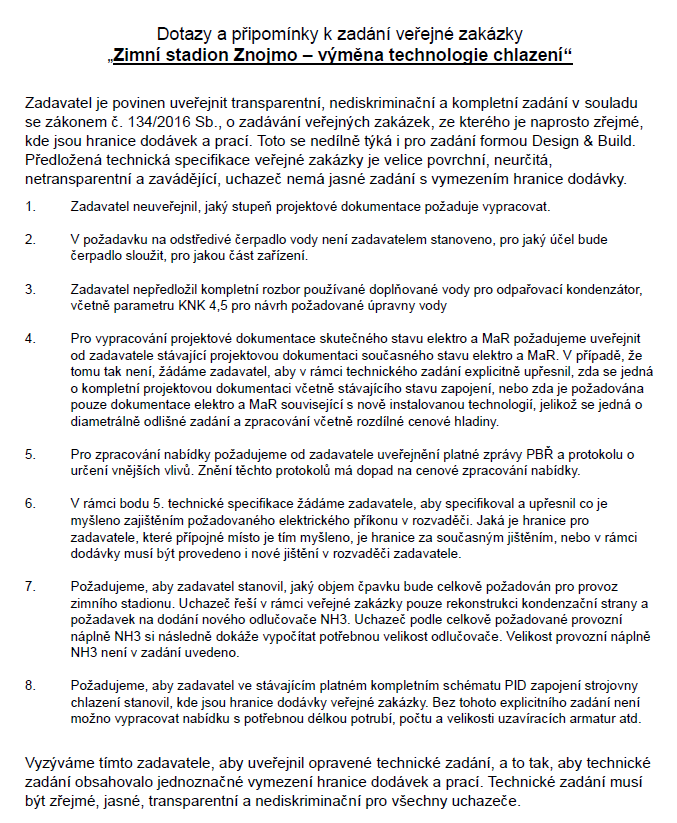 Dotazy a připomínky k zadání veřejné zakázky
„Zimní stadion Znojmo – výměna technologie chlazení“
Zadavatel je povinen uveřejnit transparentní, nediskriminační a kompletní zadání v souladu
se zákonem č. 134/2016 Sb., o zadávání veřejných zakázek, ze kterého je naprosto zřejmé,
kde jsou hranice dodávek a prací. Toto se nedílně týká i pro zadání formou Design & Build.
Předložená technická specifikace veřejné zakázky je velice povrchní, neurčitá,
netransparentní a zavádějící, uchazeč nemá jasné zadání s vymezením hranice dodávky.
1. Zadavatel neuveřejnil, jaký stupeň projektové dokumentace požaduje vypracovat.
2. V požadavku na odstředivé čerpadlo vody není zadavatelem stanoveno, pro jaký účel bude
čerpadlo sloužit, pro jakou část zařízení.
3. Zadavatel nepředložil kompletní rozbor používané doplňované vody pro odpařovací kondenzátor,
včetně parametru KNK 4,5 pro návrh požadované úpravny vody
4. Pro vypracování projektové dokumentace skutečného stavu elektro a MaR požadujeme uveřejnit
od zadavatele stávající projektovou dokumentaci současného stavu elektro a MaR. V případě, že
tomu tak není, žádáme zadavatel, aby v rámci technického zadání explicitně upřesnil, zda se jedná
o kompletní projektovou dokumentaci včetně stávajícího stavu zapojení, nebo zda je požadována
pouze dokumentace elektro a MaR související s nově instalovanou technologií, jelikož se jedná o
diametrálně odlišné zadání a zpracování včetně rozdílné cenové hladiny.
5. Pro zpracování nabídky požadujeme od zadavatele uveřejnění platné zprávy PBŘ a protokolu o
určení vnějších vlivů. Znění těchto protokolů má dopad na cenové zpracování nabídky.
6. V rámci bodu 5. technické specifikace žádáme zadavatele, aby specifikoval a upřesnil co je
myšleno zajištěním požadovaného elektrického příkonu v rozvaděči. Jaká je hranice pro
zadavatele, které přípojné místo je tím myšleno, je hranice za současným jištěním, nebo v rámci
dodávky musí být provedeno i nové jištění v rozvaděči zadavatele.
7. Požadujeme, aby zadavatel stanovil, jaký objem čpavku bude celkově požadován pro provoz
zimního stadionu. Uchazeč řeší v rámci veřejné zakázky pouze rekonstrukci kondenzační strany a
požadavek na dodání nového odlučovače NH3. Uchazeč podle celkově požadované provozní
náplně NH3 si následně dokáže vypočítat potřebnou velikost odlučovače. Velikost provozní náplně
NH3 není v zadání uvedeno.
8. Požadujeme, aby zadavatel ve stávajícím platném kompletním schématu PID zapojení strojovny
chlazení stanovil, kde jsou hranice dodávky veřejné zakázky. Bez tohoto explicitního zadání není
možno vypracovat nabídku s potřebnou délkou potrubí, počtu a velikosti uzavíracích armatur atd.
Vyzýváme tímto zadavatele, aby uveřejnil opravené technické zadání, a to tak, aby technické
zadání obsahovalo jednoznačné vymezení hranice dodávek a prací. Technické zadání musí
být zřejmé, jasné, transparentní a nediskriminační pro všechny uchazeče.